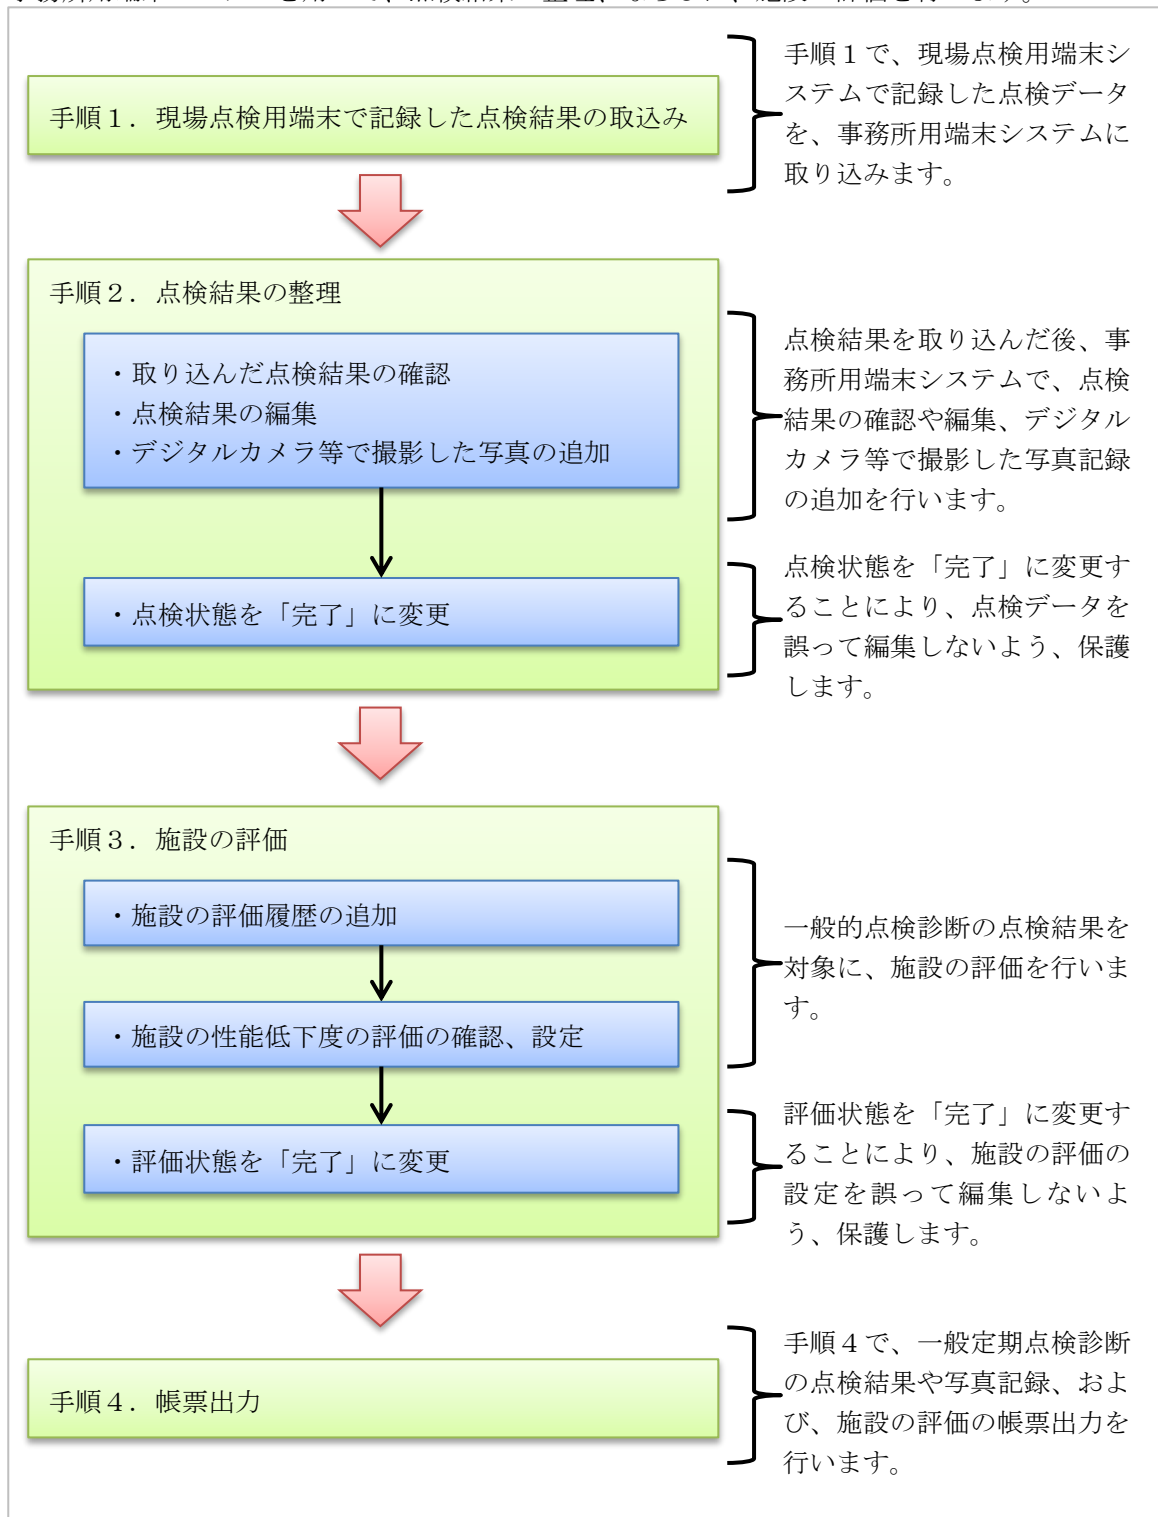 手順１．現場点検用端末で記録した点検結果の取込み
手順１で、現場点検用端末シ
ステムで記録した点検データ
を、事務所用端末システムに
取り込みます。
手順２．点検結果の整理
・取り込んだ点検結果の確認
・点検結果の編集
・デジタルカメラ等で撮影した写真の追加
点検結果を取り込んだ後、事
務所用端末システムで、点検
結果の確認や編集、デジタル
カメラ等で撮影した写真記録
の追加を行います。
・点検状態を「完了」に変更
点検状態を「完了」に変更す
ることにより、点検データを
誤って編集しないよう、保護
します。
手順３．施設の評価
・施設の評価履歴の追加
・施設の性能低下度の評価の確認、設定
一般的点検診断の点検結果を
対象に、施設の評価を行いま
す。
・評価状態を「完了」に変更
評価状態を「完了」に変更す
ることにより、施設の評価の
設定を誤って編集しないよ
う、保護します。
手順４．帳票出力
手順４で、一般定期点検診断
の点検結果や写真記録、およ
び、施設の評価の帳票出力を
行います。